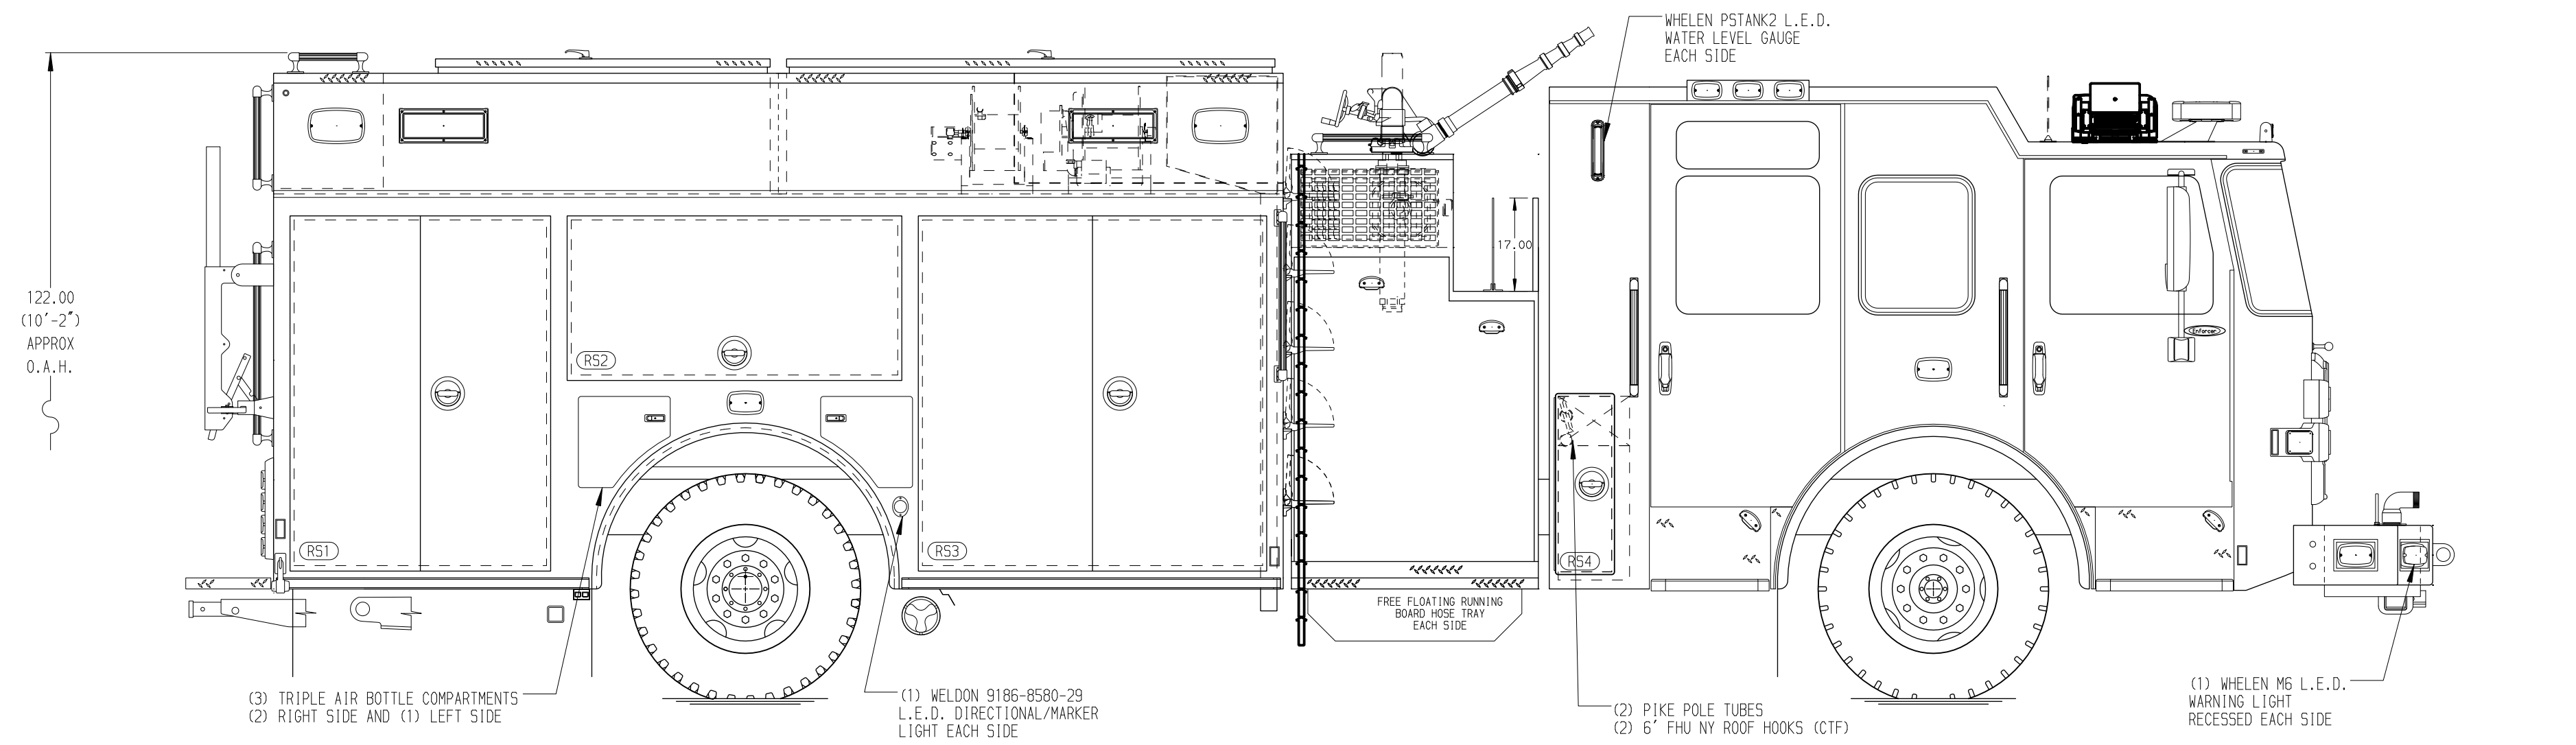 WHELEN PSTANK2 L.E.D.
WATER LEVEL GAUGE
EACH SIDE
122.00
(10'-2")
APPROX
O.A.H.
17.00
Enforcer
RS2
RS1
RS3
RS4
FREE FLOATING RUNNING
BOARD HOSE TRAY
EACH SIDE
(3) TRIPLE AIR BOTTLE COMPARTMENTS
(2) RIGHT SIDE AND (1) LEFT SIDE
(1) WELDON 9186-8580-29
L.E.D. DIRECTIONAL/MARKER
LIGHT EACH SIDE
(2) PIKE POLE TUBES
(2) 6' FHU NY ROOF HOOKS (CTF)
(1) WHELEN M6 L.E.D.
WARNING LIGHT
RECESSED EACH SIDE